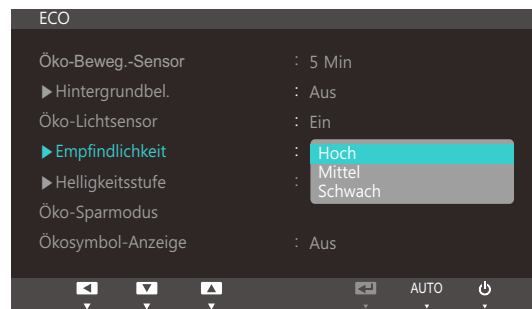 ECO
Öko-Beweg.-Sensor : 5 Min
▶Hintergrundbel. : Aus
Öko-Lichtsensor : Ein
▶Empfindlichkeit : Hoch
Mittel
▶Helligkeitsstufe :
Schwach
Öko-Sparmodus
Ökosymbol-Anzeige : Aus
AUTO